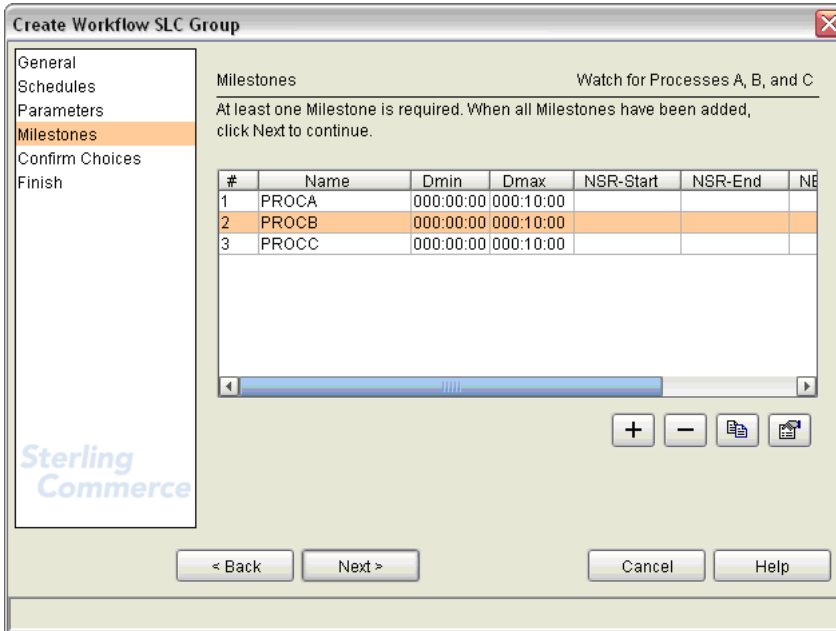 Create Workflow SLC Group
General
Schedules
Parameters
Milestones
Confirm Choices
Finish
Sterling
Commerce
Milestones Watch for Processes A, B, and C
At least one Milestone is required. When all Milestones have been added,
click Next to continue.
# Name Dmin Dmax NSR-Start NSR-End
1 PROCA 000:00:00 000:10:00
2 PROCB 000:00:00 000:10:00
3 PROCC 000:00:00 000:10:00
< Back Next > Cancel Help